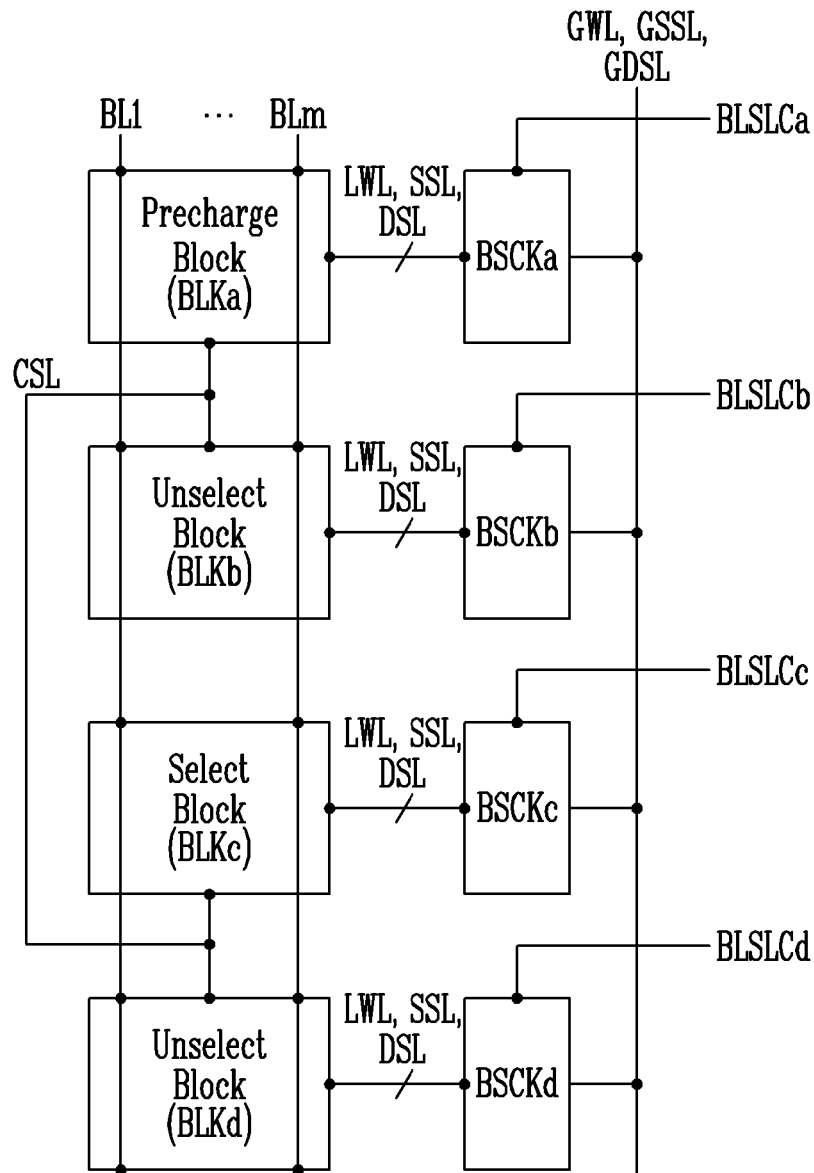 GWL, GSSL,
GDSL
BL1 ··· BLm
BLSLCa
Precharge
Block
(BLKa)
LWL, SSL,
DSL
BSCKa
CSL
BLSLCb
Unselect
Block
(BLKb)
LWL, SSL,
DSL
BSCKb
BLSLCc
Select
Block
(BLKc)
LWL, SSL,
DSL
BSCKc
BLSLCd
Unselect
Block
(BLKd)
LWL, SSL,
DSL
BSCKd